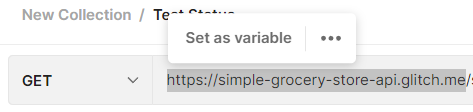 New Collection / Test Status
Set as variable
GET https://simple-grocery-store-api.glitch.me/